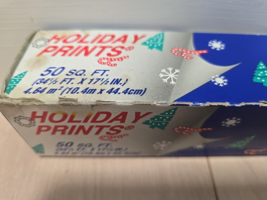 HOLIDAY
PRINTS®
50 SQ. FT.
(34⅙ FT. X 17½ IN.)
4.64 m² (10.4m x 44.4cm)
HOLIDAY
PRINTS®
50 SQ. FT.